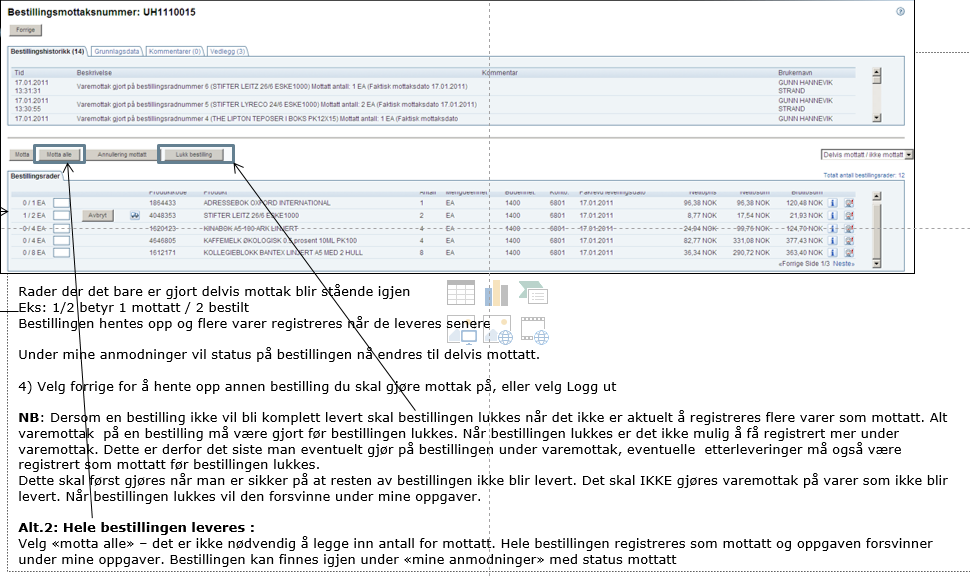 Bestillingsmottaksnummer: UH1110015
Forrige
Bestillingshistorikk (14) Grunnlagsdata Kommentarer (0) Vedlegg (3)
Tid Beskrivelse Kommentar Brukernavn
17.01.2011 13:31:31 Varemottak gjort på bestillingsradnummer 6 (STIFTER LEITZ 26/6 ESKE1000) Mottatt antall: 1 EA (Faktisk mottaksdato 17.01.2011) GUNN HANNEVIK STRAND
17.01.2011 13:30:55 Varemottak gjort på bestillingsradnummer 5 (STIFTER LYRECO 24/6 ESKE1000) Mottatt antall: 2 EA (Faktisk mottaksdato 17.01.2011) GUNN HANNEVIK STRAND
17.01.2011 Varemottak gjort på bestillingsradnummer 4 (THE LIPTON TEPOSER I BOKS PK12X15) Mottatt antall: 1 EA (Faktisk mottaksdato GUNN HANNEVIK
Motta Motta alle Annullering mottatt Lukk bestilling Delvis mottatt / ikke mottatt
Bestillingsrader Totalt antall bestillingsrader: 12
Produktkode Produkt Antall Mengdeenhet Budenhet. Konto. Påkrevd leveringsdato Nettopris Nettosum Bruttosum
0 / 1 EA 1864433 ADRESSEBOK OXFORD INTERNATIONAL 1 EA 1400 6801 17.01.2011 96,38 NOK 96,38 NOK 120,48 NOK
1 / 2 EA Avbryt 4048353 STIFTER LEITZ 26/6 ESKE1000 2 EA 1400 6801 17.01.2011 8,77 NOK 17,54 NOK 21,93 NOK
0 / 4 EA 1620123 KINABOK A5 100 ARK LINJERT 4 EA 1400 6801 17.01.2011 24,94 NOK 99,76 NOK 124,70 NOK
0 / 4 EA 4646805 KAFFEMELK ØKOLOGISK 0.5 prosent 10ML PK100 4 EA 1400 6801 17.01.2011 82,77 NOK 331,08 NOK 377,43 NOK
0 / 8 EA 1612171 KOLLEGIEBLOKK BANTEX LINJERT A5 MED 2 HULL 8 EA 1400 6801 17.01.2011 36,34 NOK 290,72 NOK 363,40 NOK
«Forrige Side 1/3 Neste»
Rader der det bare er gjort delvis mottak blir stående igjen
Eks: 1/2 betyr 1 mottatt / 2 bestilt
Bestillingen hentes opp og flere varer registreres når de leveres senere
Under mine anmodninger vil status på bestillingen nå endres til delvis mottatt.
4) Velg forrige for å hente opp annen bestilling du skal gjøre mottak på, eller velg Logg ut
NB: Dersom en bestilling ikke vil bli komplett levert skal bestillingen lukkes når det ikke er aktuelt å registreres flere varer som mottatt. Alt
varemottak på en bestilling må være gjort før bestillingen lukkes. Når bestillingen lukkes er det ikke mulig å få registrert mer under
varemottak. Dette er derfor det siste man eventuelt gjør på bestillingen under varemottak, eventuelle etterleveringer må også være
registrert som mottatt før bestillingen lukkes.
Dette skal først gjøres når man er sikker på at resten av bestillingen ikke blir levert. Det skal IKKE gjøres varemottak på varer som ikke blir
levert. Når bestillingen lukkes vil den forsvinne under mine oppgaver.
Alt.2: Hele bestillingen leveres :
Velg «motta alle» – det er ikke nødvendig å legge inn antall for mottatt. Hele bestillingen registreres som mottatt og oppgaven forsvinner
under mine oppgaver. Bestillingen kan finnes igjen under «mine anmodninger» med status mottatt